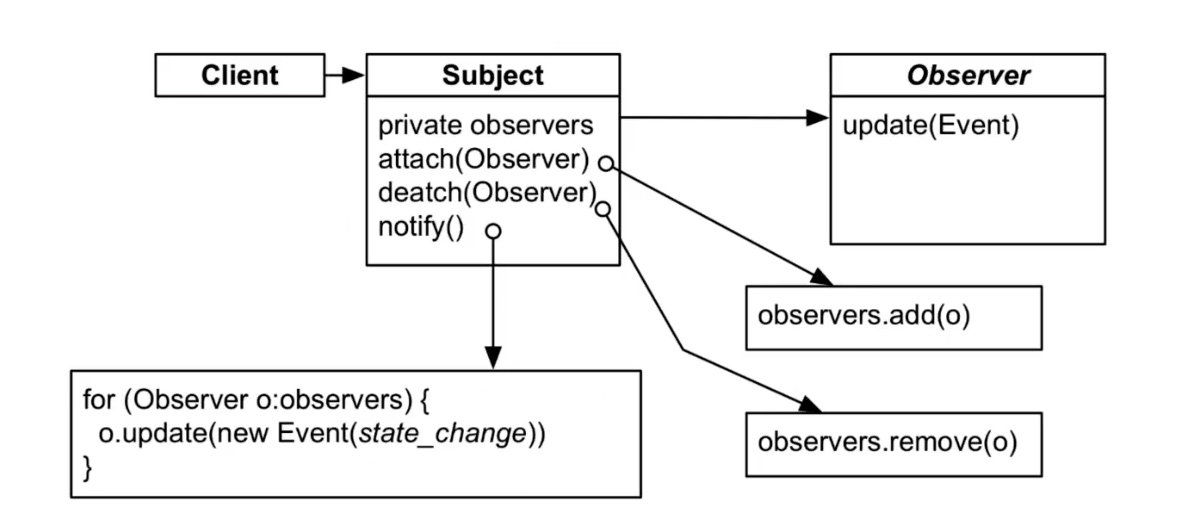 Client
Subject
private observers
attach(Observer)
deatch(Observer)
notify()
Observer
update(Event)
observers.add(o)
observers.remove(o)
for (Observer o:observers) {
o.update(new Event(state_change))
}